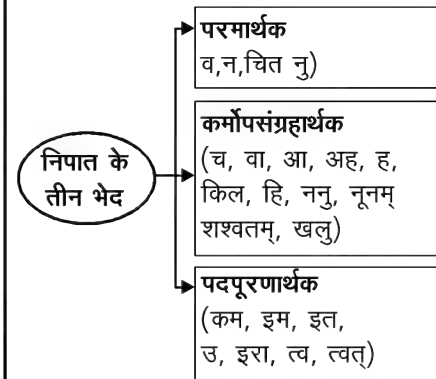 निपात के
तीन भेद
परमार्थक
व,न,चित नु)
कर्मोपसंग्रहार्थक
(च, वा, आ, अह, ह,
किल, हि, ननु, नूनम्
शश्वतम्, खलु)
पदपूरणार्थक
(कम, इम, इत,
उ, इरा, त्व, त्वत्)